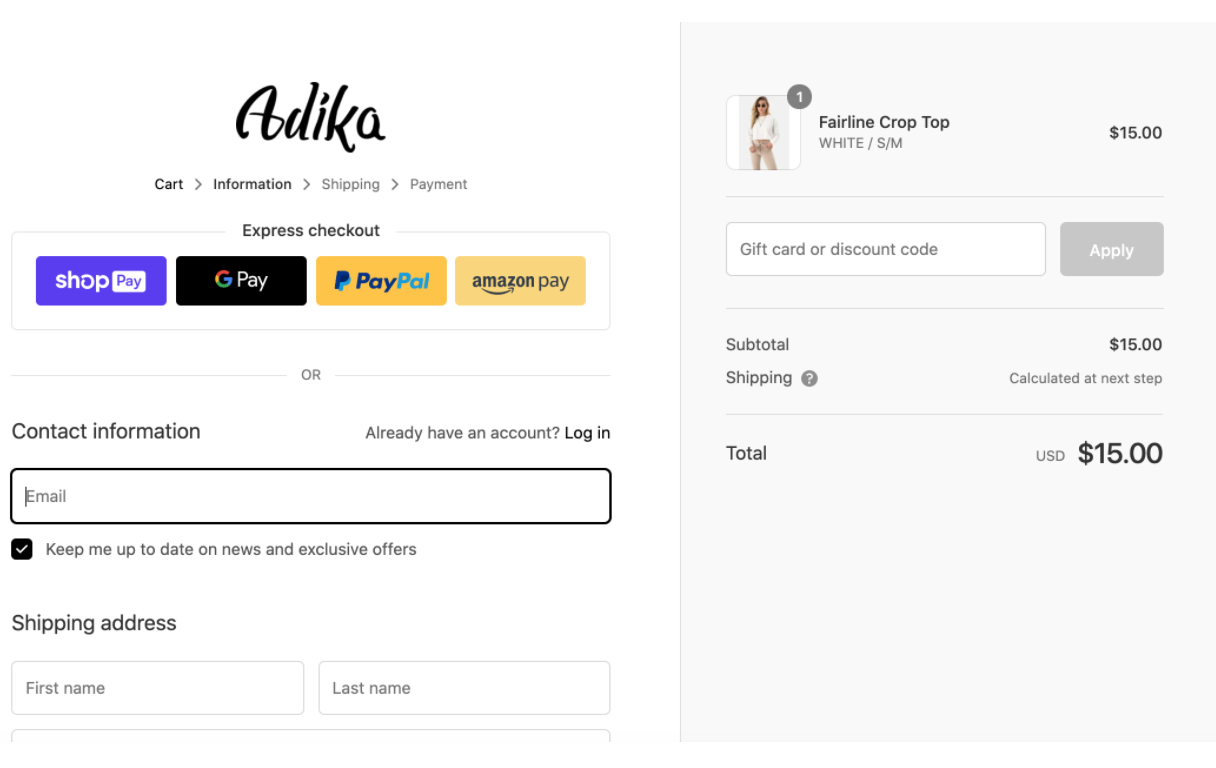 Adika
Cart > Information > Shipping > Payment
Express checkout
shop Pay
G Pay
PayPal
amazon pay
OR
Contact information
Already have an account? Log in
Email
Keep me up to date on news and exclusive offers
Shipping address
First name
Last name
1
Fairline Crop Top
WHITE / S/M
$15.00
Gift card or discount code
Apply
Subtotal
$15.00
Shipping ?
Calculated at next step
Total
USD $15.00